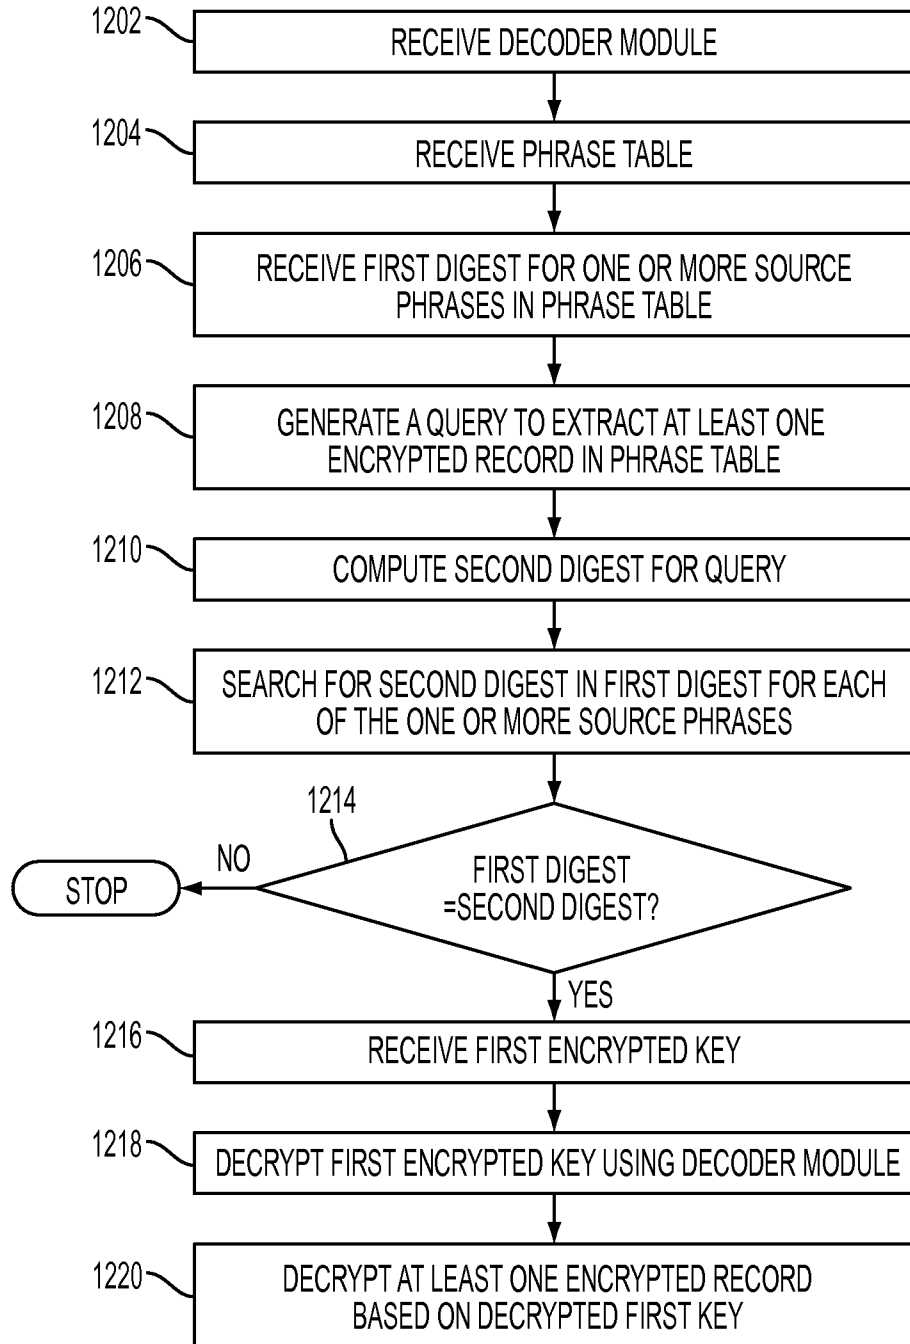 1202
RECEIVE DECODER MODULE
1204
RECEIVE PHRASE TABLE
1206
RECEIVE FIRST DIGEST FOR ONE OR MORE SOURCE
PHRASES IN PHRASE TABLE
1208
GENERATE A QUERY TO EXTRACT AT LEAST ONE
ENCRYPTED RECORD IN PHRASE TABLE
1210
COMPUTE SECOND DIGEST FOR QUERY
1212
SEARCH FOR SECOND DIGEST IN FIRST DIGEST FOR EACH
OF THE ONE OR MORE SOURCE PHRASES
1214
NO
STOP
FIRST DIGEST
=SECOND DIGEST?
YES
1216
RECEIVE FIRST ENCRYPTED KEY
1218
DECRYPT FIRST ENCRYPTED KEY USING DECODER MODULE
1220
DECRYPT AT LEAST ONE ENCRYPTED RECORD
BASED ON DECRYPTED FIRST KEY